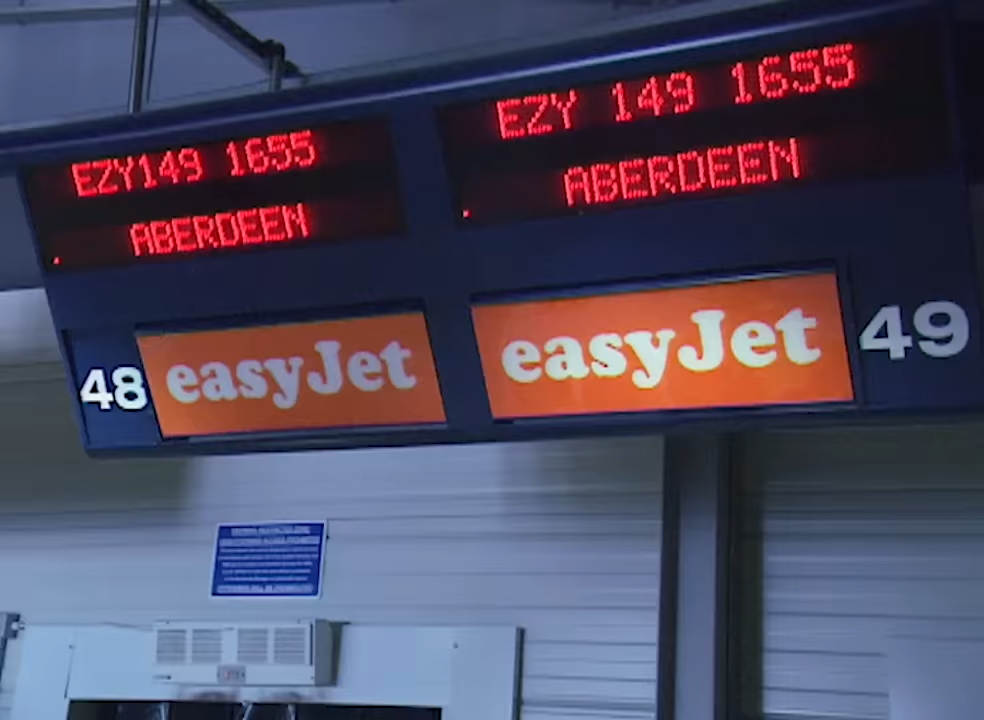 EZY149 1655
ABERDEEN
48 easyJet
EZY 149 1655
ABERDEEN
easyJet 49